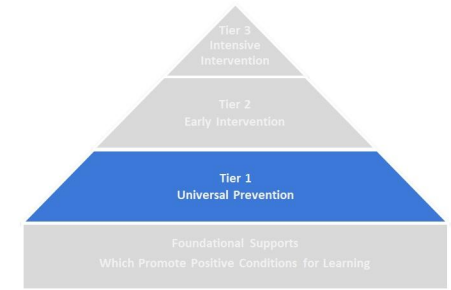 Tier 3
Intensive
Intervention
Tier 2
Early Intervention
Tier 1
Universal Prevention
Foundational Supports
Which Promote Positive Conditions for Learning